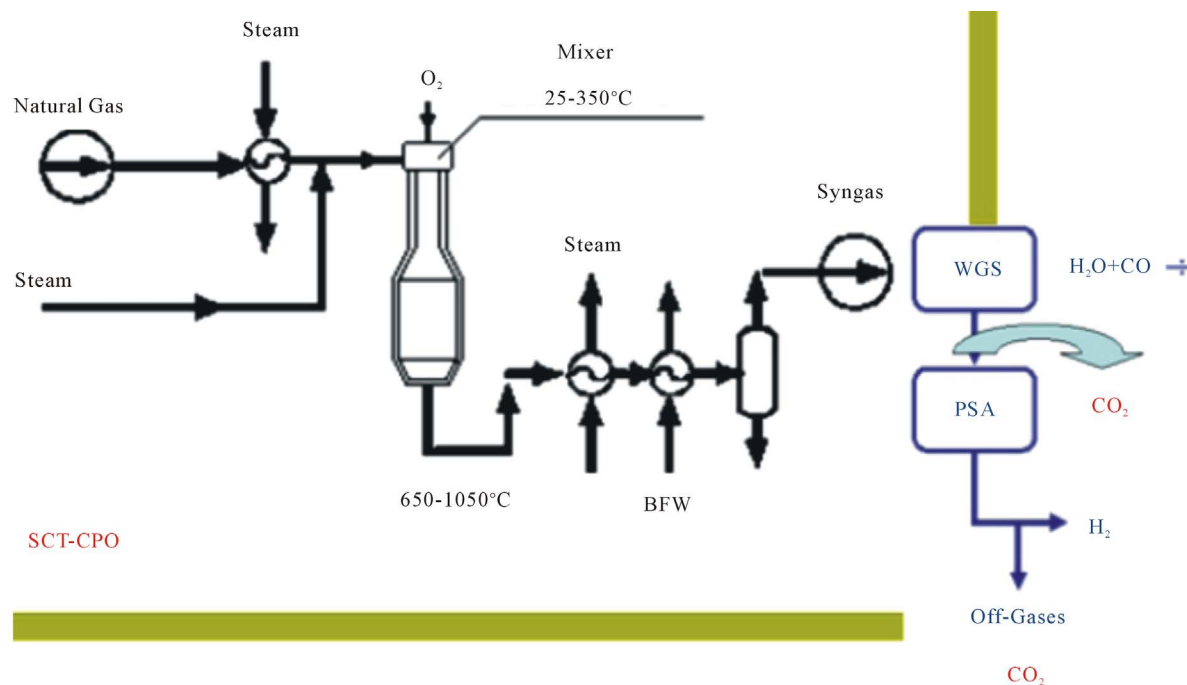 Steam
Mixer
O₂
25-350°C
Natural Gas
Syngas
Steam
WGS
H₂O+CO ÷
Steam
PSA
CO₂
650-1050°C
BFW
H₂
SCT-CPO
Off-Gases
CO₂